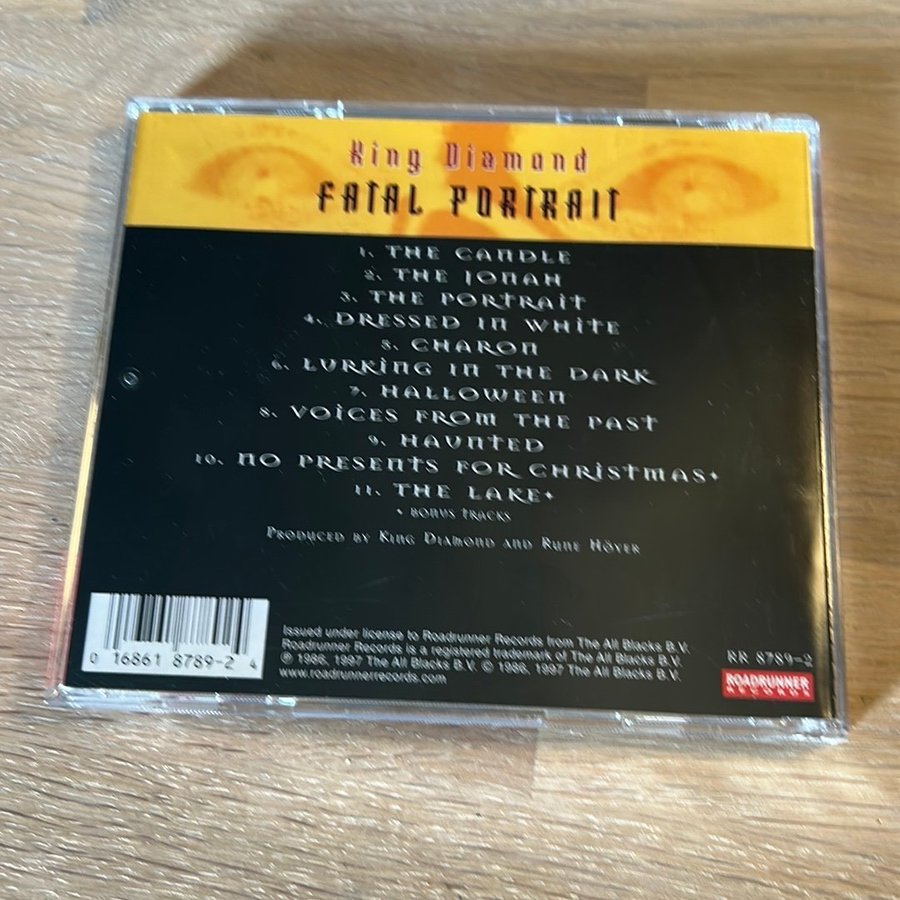 King Diamond
FATAL PORTRAIT
1. THE CANDLE
2. THE JONAH
3. THE PORTRAIT
4. DRESSED IN WHITE
5. CHARON
6. LURKING IN THE DARK
7. HALLOWEEN
8. VOICES FROM THE PAST
9. HAUNTED
10. NO PRESENTS FOR CHRISTMAS+
11. THE LAKE+
+ BONUS TRACKS
PRODUCED BY KING DIAMOND AND RUNE HÖYER
Issued under license to Roadrunner Records from The All Blacks B.V.
Roadrunner Records is a registered trademark of The All Blacks B.V.
℗ 1986, 1997 The All Blacks B.V. © 1986, 1997 The All Blacks B.V.
www.roadrunnerrecords.com
0 16861 8789-2 4
RR 8789-2
ROADRUNNER
RECORDS